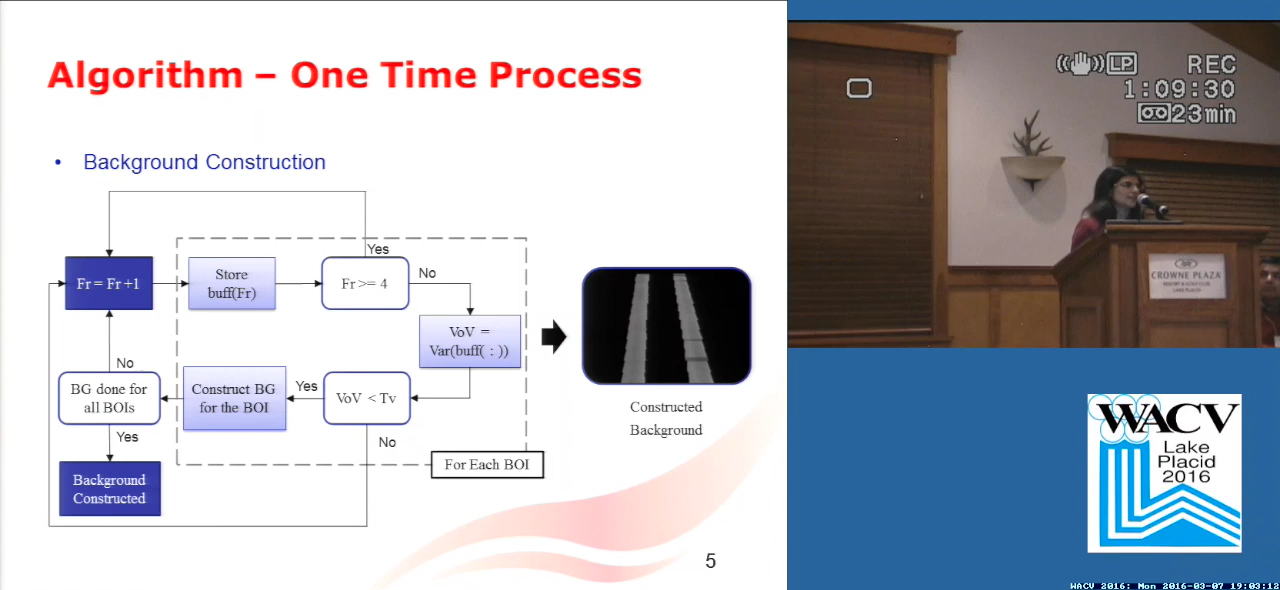 Algorithm – One Time Process
• Background Construction
Yes
Fr = Fr +1
Store
buff(Fr)
Fr >= 4
No
VoV =
Var(buff( : ))
No
BG done for
all BOIs
Construct BG
for the BOI
Yes
VoV < Tv
Yes
No
Background
Constructed
For Each BOI
Constructed
Background
5
LP
REC
1:09:30
23min
CROWNE PLAZA
LAKE PLACID
WACV
Lake
Placid
2016
WACV 2016: Mon 2016-03-07 19:03:12